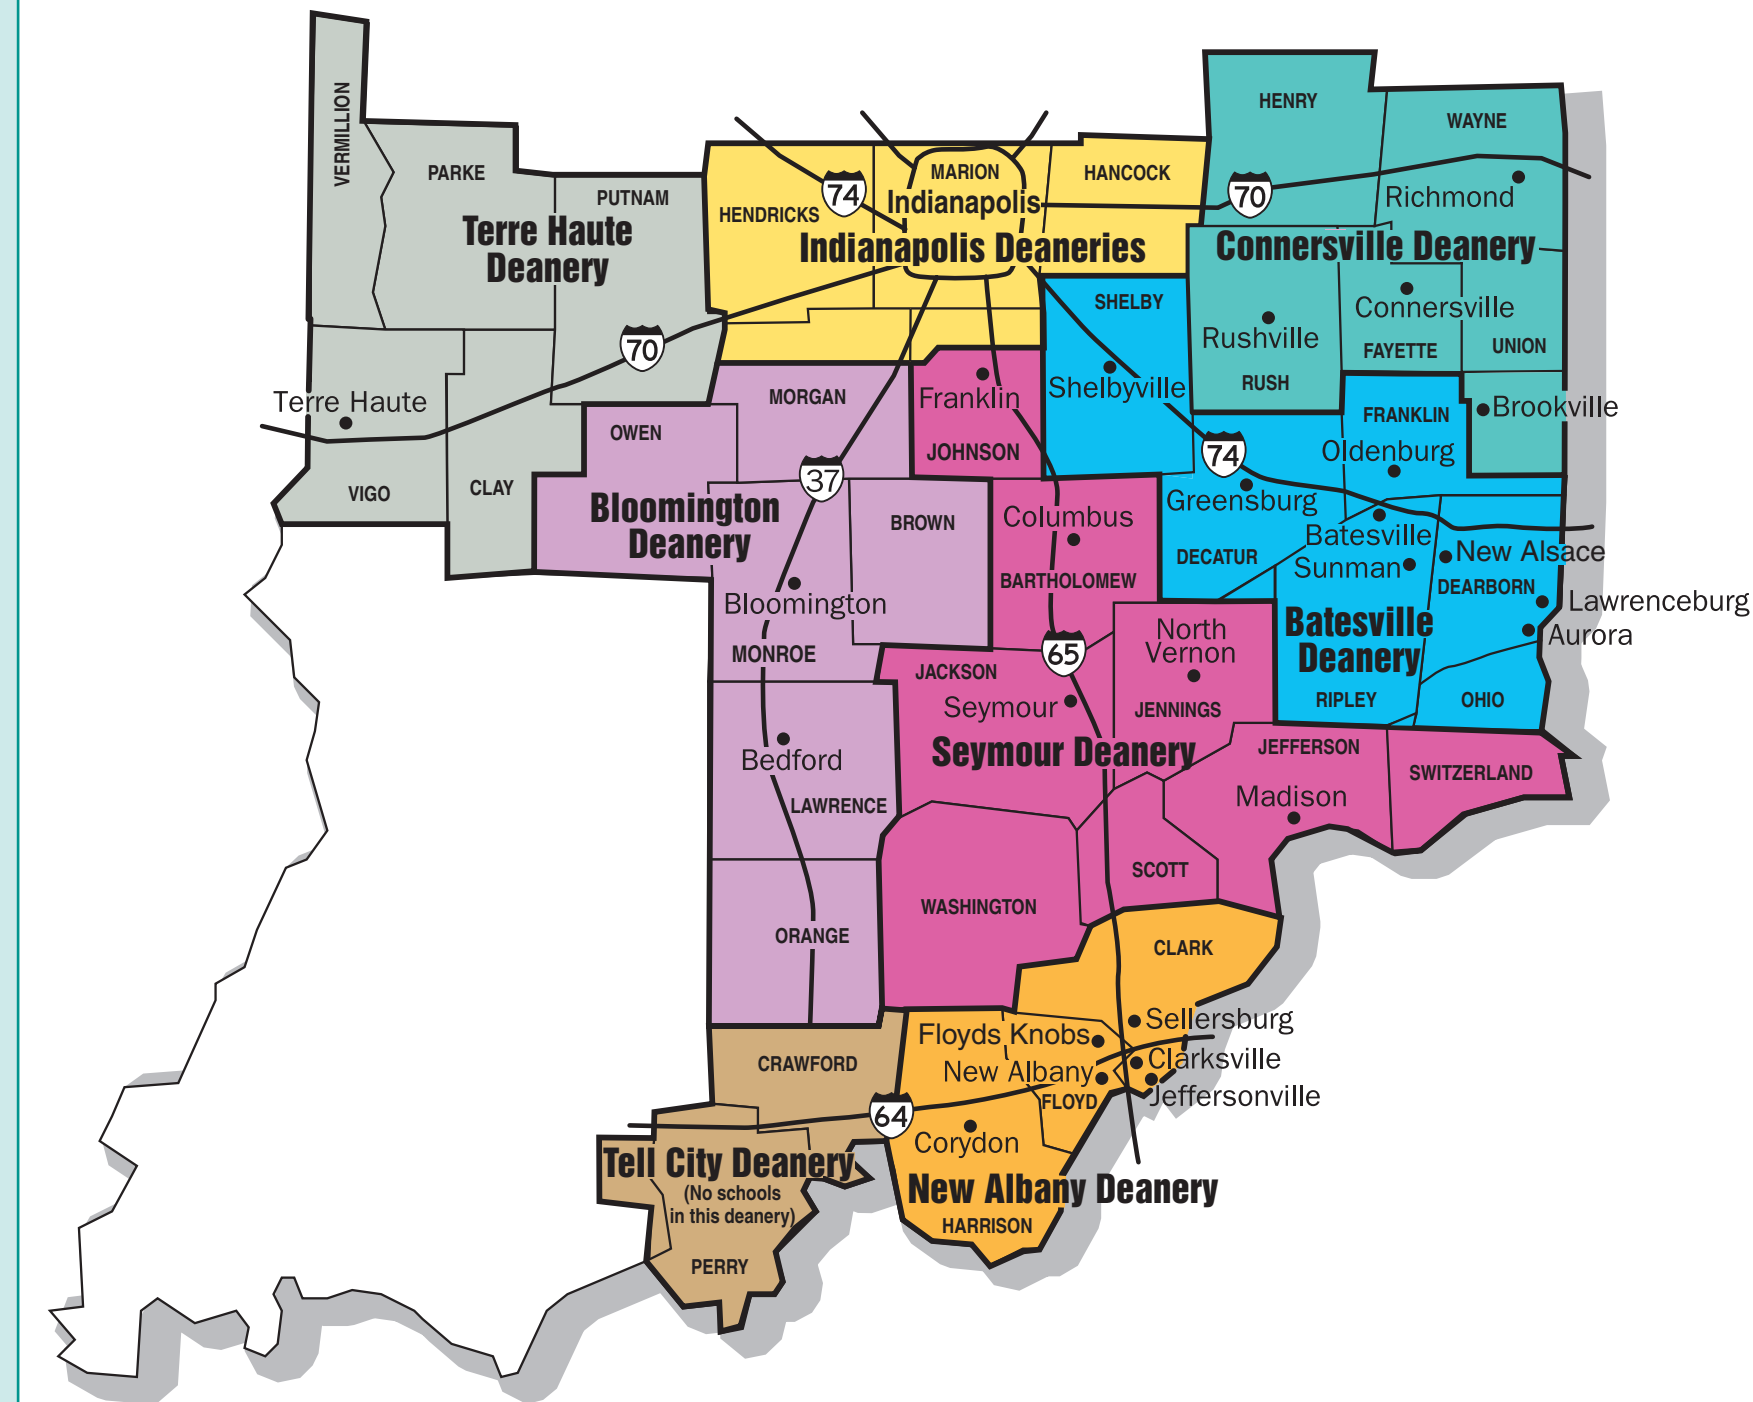 VERMILLION
PARKE
PUTNAM
Terre Haute
Deanery
70
Terre Haute
VIGO
CLAY
HENDRICKS
74
MARION
Indianapolis
HANCOCK
Indianapolis Deaneries
HENRY
WAYNE
70
Richmond
Connersville Deanery
Connersville
Rushville
FAYETTE
UNION
RUSH
Brookville
SHELBY
Shelbyville
FRANKLIN
Oldenburg
74
Greensburg
Batesville
New Alsace
Sunman
DECATUR
DEARBORN
Lawrenceburg
Aurora
Batesville
Deanery
RIPLEY
OHIO
MORGAN
OWEN
37
Bloomington
Deanery
BROWN
Bloomington
MONROE
Bedford
LAWRENCE
ORANGE
Franklin
JOHNSON
Columbus
BARTHOLOMEW
North
Vernon
65
JACKSON
Seymour
JENNINGS
Seymour Deanery
JEFFERSON
SWITZERLAND
Madison
SCOTT
WASHINGTON
CLARK
Sellersburg
Floyds Knobs
Clarksville
New Albany
Jeffersonville
FLOYD
64
Corydon
New Albany Deanery
HARRISON
CRAWFORD
Tell City Deanery
(No schools
in this deanery)
PERRY